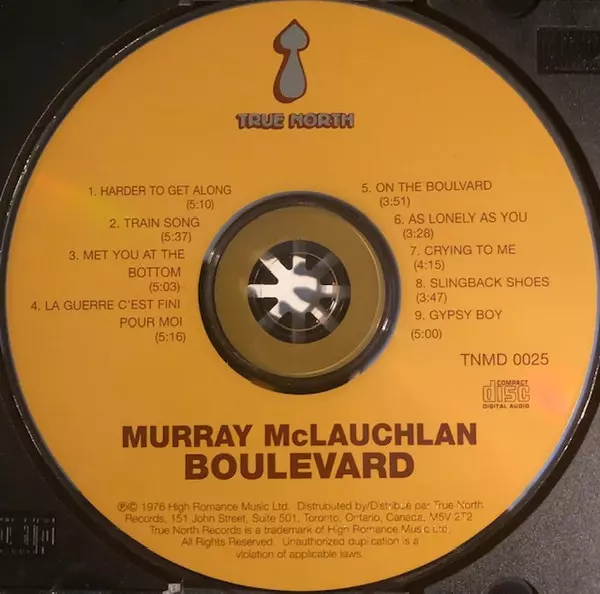 TRUE NORTH
1. HARDER TO GET ALONG
(5:10)
2. TRAIN SONG
(5:37)
3. MET YOU AT THE
BOTTOM
(5:03)
4. LA GUERRE C'EST FINI
POUR MOI
(5:16)
5. ON THE BOULVARD
(3:51)
6. AS LONELY AS YOU
(3:28)
7. CRYING TO ME
(4:15)
8. SLINGBACK SHOES
(3:47)
9. GYPSY BOY
(5:00)
TNMD 0025
COMPACT
disc
DIGITAL AUDIO
MURRAY McLAUCHLAN
BOULEVARD
℗© 1976 High Romance Music Ltd. Distrubuted by/Distribué par True North
Records, 151 John Street, Suite 501, Toronto, Ontario, Canada, M5V 2T2
True North Records is a trademark of High Romance Music Ltd.
All Rights Reserved. Unauthorized duplication is a
violation of applicable laws.